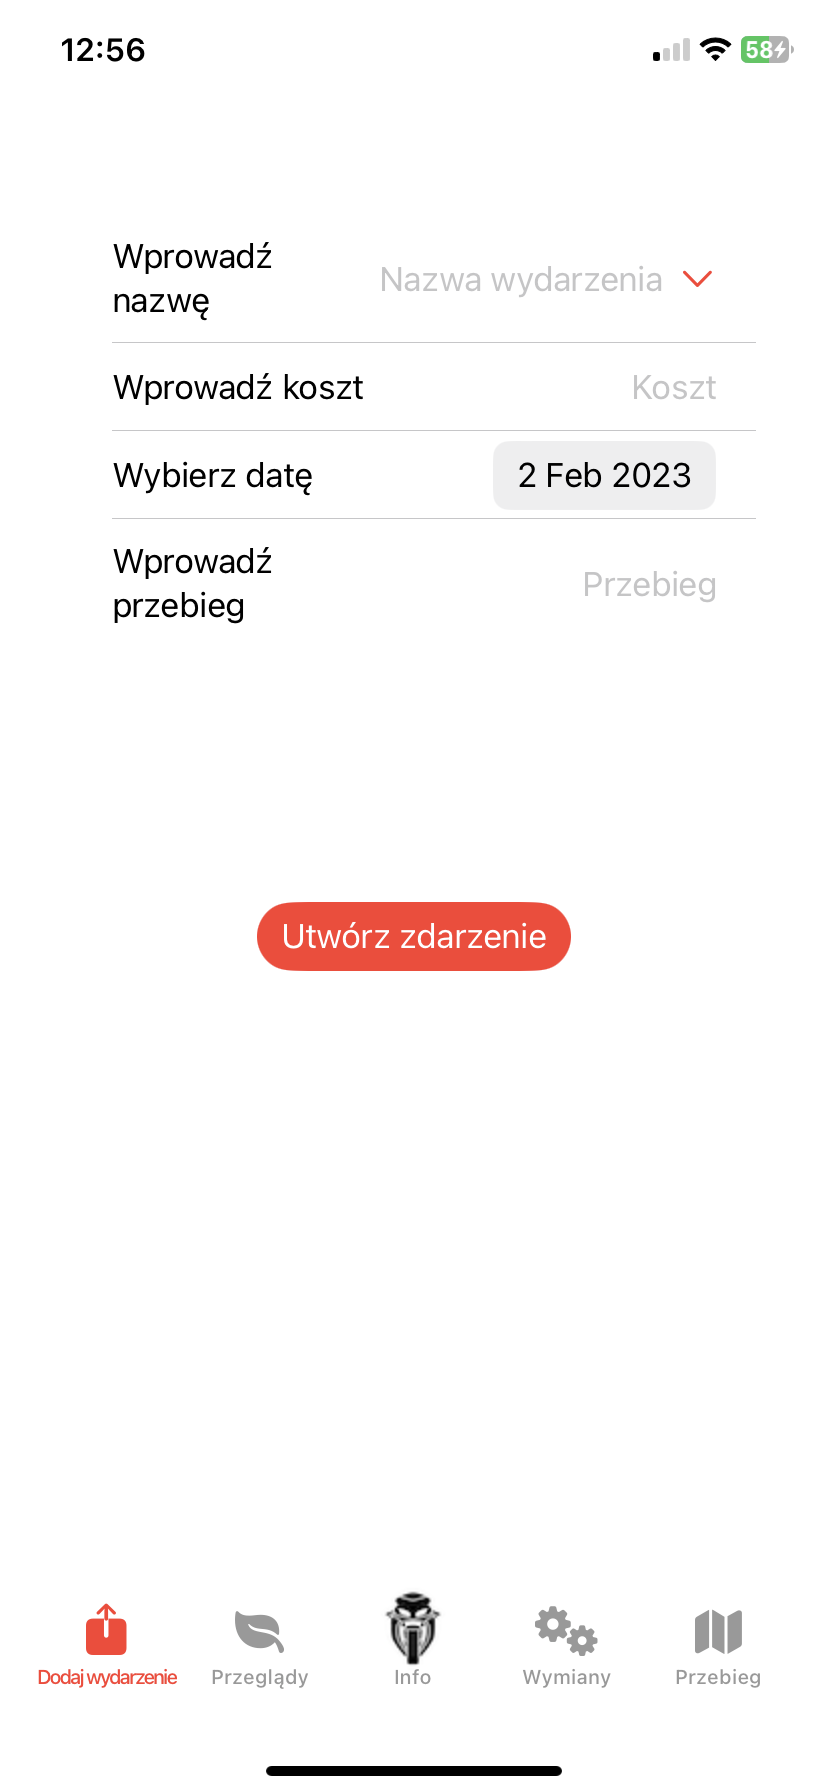 12:56
58
Wprowadź
nazwę
Nazwa wydarzenia
Wprowadź koszt
Koszt
Wybierz datę
2 Feb 2023
Wprowadź
przebieg
Przebieg
Utwórz zdarzenie
Dodaj wydarzenie
Przeglądy
Info
Wymiany
Przebieg